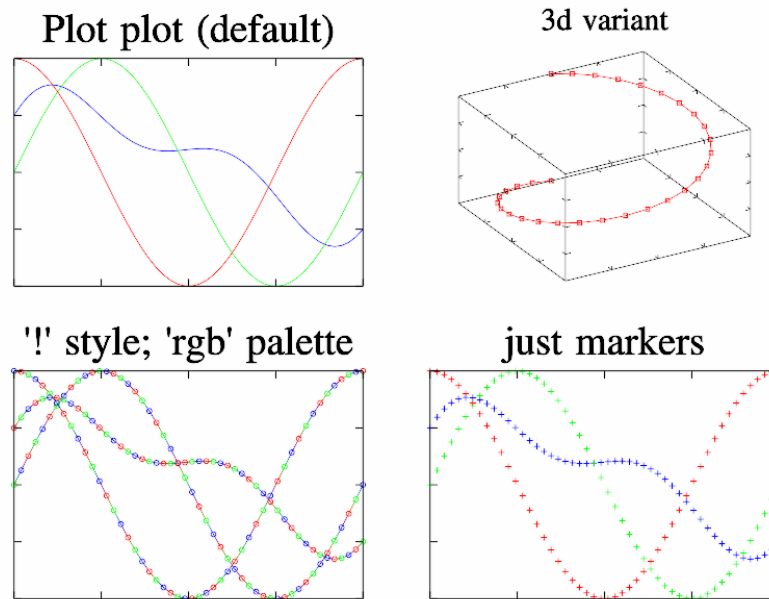 Plot plot (default)
3d variant
'!' style; 'rgb' palette
just markers